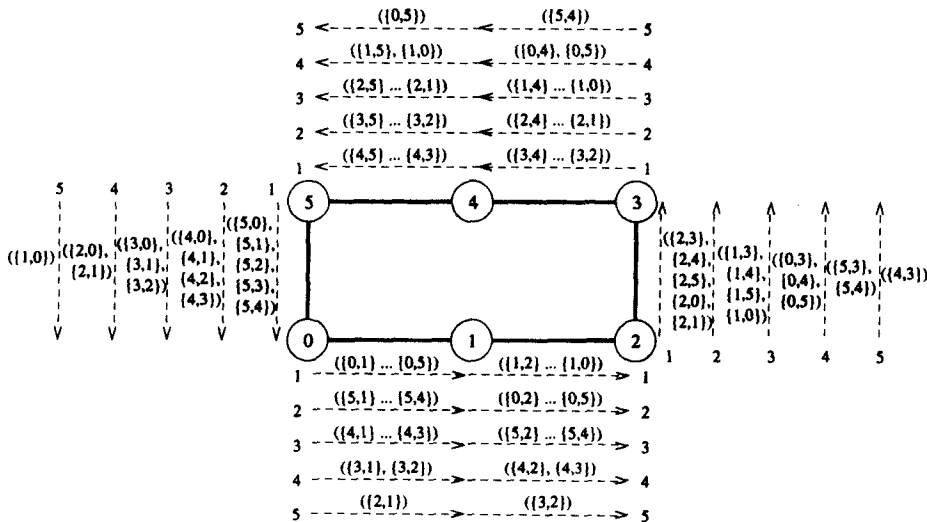 ({0,5}) ({5,4})
5 5
({1,5}, {1,0}) ({0,4}, {0,5})
4 4
({2,5} ... {2,1}) ({1,4} ... {1,0})
3 3
({3,5} ... {3,2}) ({2,4} ... {2,1})
2 2
({4,5} ... {4,3}) ({3,4} ... {3,2})
1 1
5 4 3 2 1
5 4 3
({1,0}) ({2,0}, {2,1}) ({3,0}, {3,1}, {3,2}) ({4,0}, {4,1}, {4,2}, {4,3}) ({5,0}, {5,1}, {5,2}, {5,3}, {5,4})
({2,3}, {2,4}, {2,5}, {2,0}, {2,1}) ({1,3}, {1,4}, {1,5}, {1,0}) ({0,3}, {0,4}, {0,5}) ({5,3}, {5,4}) ({4,3})
0 1 2
1 2 3 4 5
({0,1} ... {0,5}) ({1,2} ... {1,0})
1 1
({5,1} ... {5,4}) ({0,2} ... {0,5})
2 2
({4,1} ... {4,3}) ({5,2} ... {5,4})
3 3
({3,1}, {3,2}) ({4,2}, {4,3})
4 4
({2,1}) ({3,2})
5 5